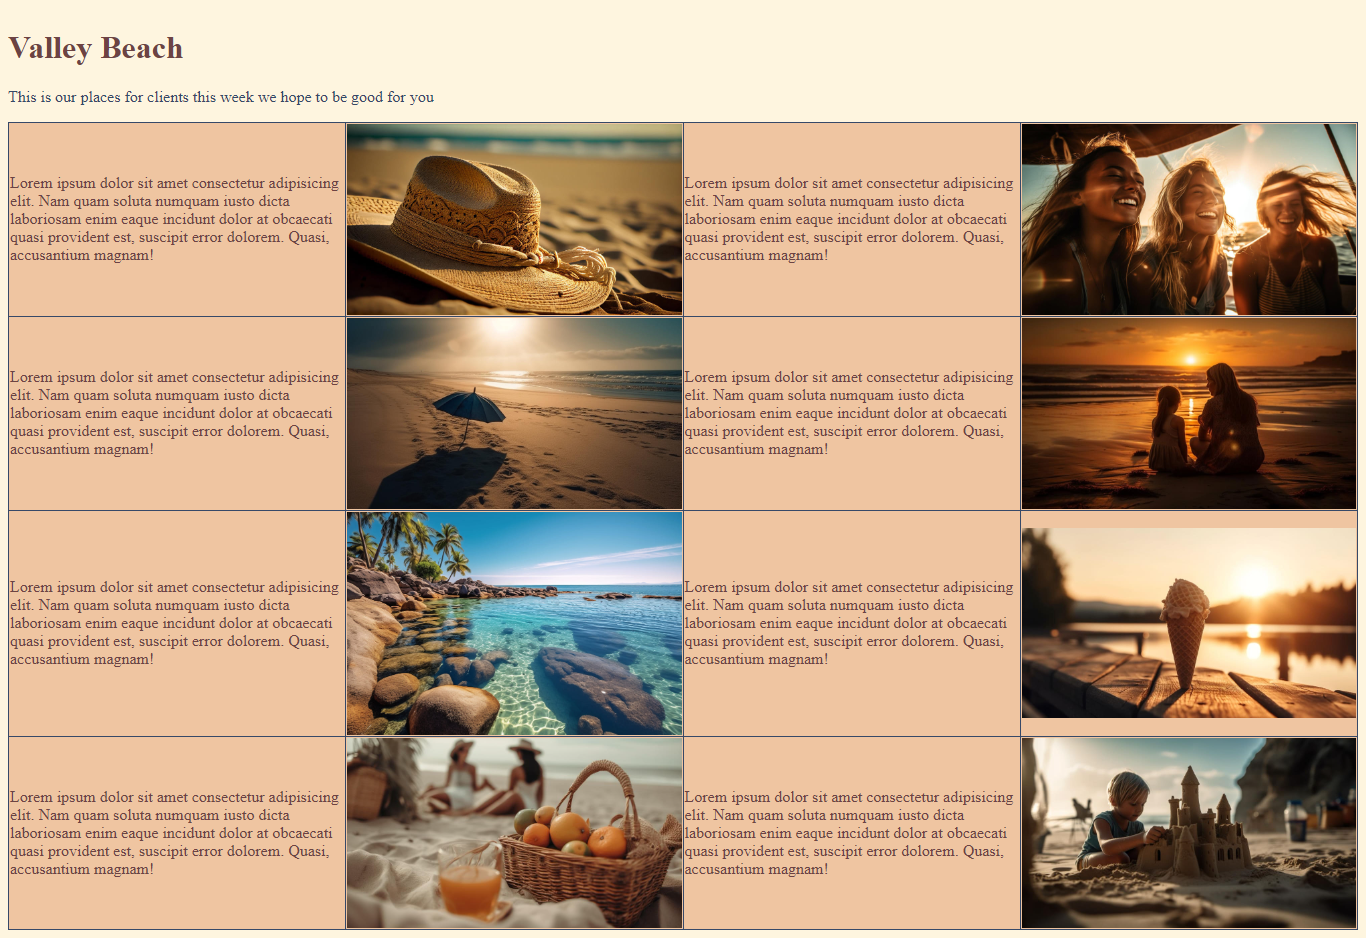 Valley Beach
This is our places for clients this week we hope to be good for you
Lorem ipsum dolor sit amet consectetur adipisicing
elit. Nam quam soluta numquam iusto dicta
laboriosam enim eaque incidunt dolor at obcaecati
quasi provident est, suscipit error dolorem. Quasi,
accusantium magnam!
Lorem ipsum dolor sit amet consectetur adipisicing
elit. Nam quam soluta numquam iusto dicta
laboriosam enim eaque incidunt dolor at obcaecati
quasi provident est, suscipit error dolorem. Quasi,
accusantium magnam!
Lorem ipsum dolor sit amet consectetur adipisicing
elit. Nam quam soluta numquam iusto dicta
laboriosam enim eaque incidunt dolor at obcaecati
quasi provident est, suscipit error dolorem. Quasi,
accusantium magnam!
Lorem ipsum dolor sit amet consectetur adipisicing
elit. Nam quam soluta numquam iusto dicta
laboriosam enim eaque incidunt dolor at obcaecati
quasi provident est, suscipit error dolorem. Quasi,
accusantium magnam!
Lorem ipsum dolor sit amet consectetur adipisicing
elit. Nam quam soluta numquam iusto dicta
laboriosam enim eaque incidunt dolor at obcaecati
quasi provident est, suscipit error dolorem. Quasi,
accusantium magnam!
Lorem ipsum dolor sit amet consectetur adipisicing
elit. Nam quam soluta numquam iusto dicta
laboriosam enim eaque incidunt dolor at obcaecati
quasi provident est, suscipit error dolorem. Quasi,
accusantium magnam!
Lorem ipsum dolor sit amet consectetur adipisicing
elit. Nam quam soluta numquam iusto dicta
laboriosam enim eaque incidunt dolor at obcaecati
quasi provident est, suscipit error dolorem. Quasi,
accusantium magnam!
Lorem ipsum dolor sit amet consectetur adipisicing
elit. Nam quam soluta numquam iusto dicta
laboriosam enim eaque incidunt dolor at obcaecati
quasi provident est, suscipit error dolorem. Quasi,
accusantium magnam!